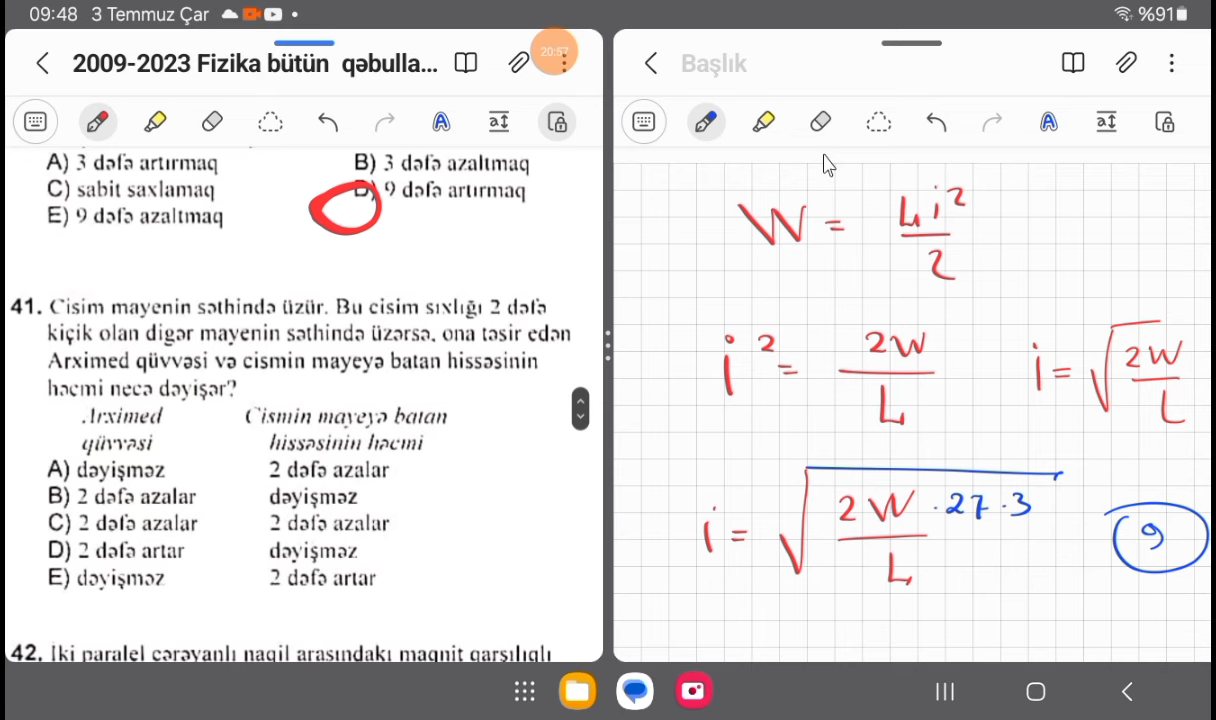 09:48 3 Temmuz Çar
%91
2009-2023 Fizika bütün qəbulla...
20:57
Başlık
A) 3 dəfə artırmaq B) 3 dəfə azaltmaq
C) sabit saxlamaq D) 9 dəfə artırmaq
E) 9 dəfə azaltmaq
41. Cisim mayenin səthində üzür. Bu cisim sıxlığı 2 dəfə
kiçik olan digər mayenin səthində üzərsə, ona təsir edən
Arximed qüvvəsi və cismin mayeyə batan hissəsinin
həcmi necə dəyişər?
Arximed Cismin mayeyə batan
qüvvəsi hissəsinin həcmi
A) dəyişməz 2 dəfə azalar
B) 2 dəfə azalar dəyişməz
C) 2 dəfə azalar 2 dəfə azalar
D) 2 dəfə artar dəyişməz
E) dəyişməz 2 dəfə artar
42. İki paralel cərəyanlı naqil arasındakı maqnit qarşılıqlı
W = Li²/2
i² = 2W/L i = √(2W/L)
i = √(2W·27·3/L) 9